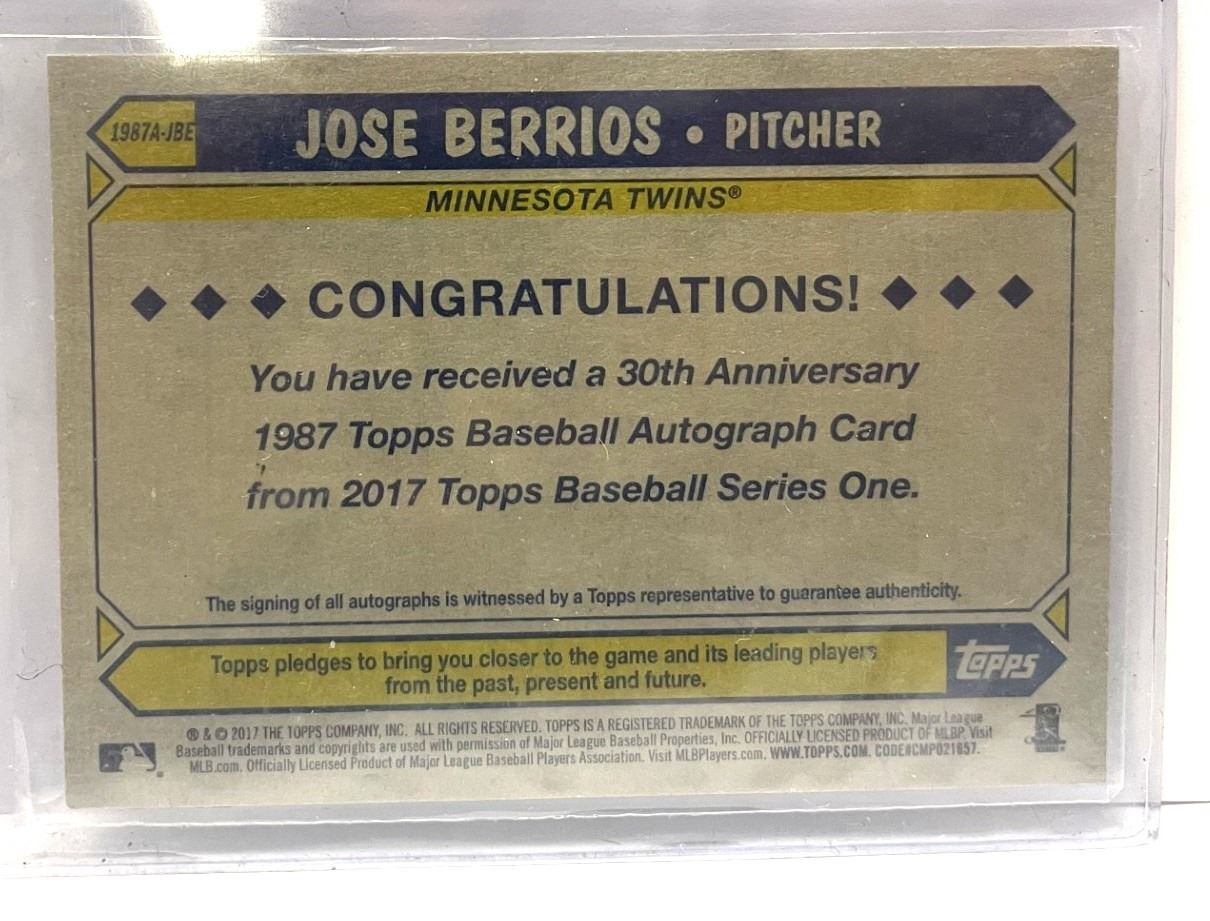 1987A-JBE
JOSE BERRIOS • PITCHER
MINNESOTA TWINS®
CONGRATULATIONS!
You have received a 30th Anniversary
1987 Topps Baseball Autograph Card
from 2017 Topps Baseball Series One.
The signing of all autographs is witnessed by a Topps representative to guarantee authenticity.
Topps pledges to bring you closer to the game and its leading players
from the past, present and future.
topps
® & © 2017 THE TOPPS COMPANY, INC. ALL RIGHTS RESERVED. TOPPS IS A REGISTERED TRADEMARK OF THE TOPPS COMPANY, INC. Major League
Baseball trademarks and copyrights are used with permission of Major League Baseball Properties, Inc. OFFICIALLY LICENSED PRODUCT OF MLBP. Visit
MLB.com. Officially Licensed Product of Major League Baseball Players Association. Visit MLBPlayers.com. WWW.TOPPS.COM. CODE#CMP021657.